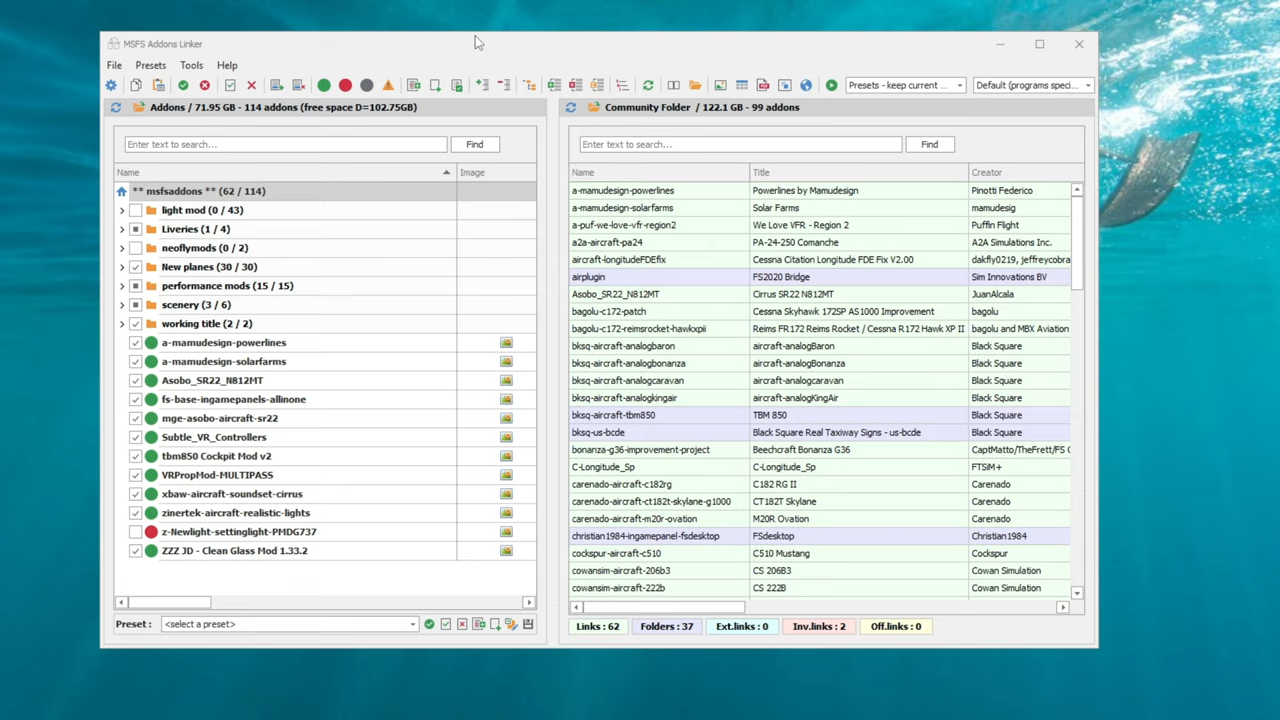 MSFS Addons Linker
File Presets Tools Help
Presets - keep current ... Default (programs speci...
Addons / 71.95 GB - 114 addons (free space D=102.75GB)
Enter text to search... Find
Name Image
** msfsaddons ** (62 / 114)
light mod (0 / 43)
Liveries (1 / 4)
neoflymods (0 / 2)
New planes (30 / 30)
performance mods (15 / 15)
scenery (3 / 6)
working title (2 / 2)
a-mamudesign-powerlines
a-mamudesign-solarfarms
Asobo_SR22_N812MT
fs-base-ingamepanels-allinone
mge-asobo-aircraft-sr22
Subtle_VR_Controllers
tbm850 Cockpit Mod v2
VRPropMod-MULTIPASS
xbaw-aircraft-soundset-cirrus
zinertek-aircraft-realistic-lights
z-Newlight-settinglight-PMDG737
ZZZ JD - Clean Glass Mod 1.33.2
Preset : <select a preset>
Community Folder / 122.1 GB - 99 addons
Enter text to search... Find
Name Title Creator
a-mamudesign-powerlines Powerlines by Mamudesign Pinotti Federico
a-mamudesign-solarfarms Solar Farms mamudesig
a-puf-we-love-vfr-region2 We Love VFR - Region 2 Puffin Flight
a2a-aircraft-pa24 PA-24-250 Comanche A2A Simulations Inc.
aircraft-longitudeFDEfix Cessna Citation Longitude FDE Fix V2.00 dakfly0219, jeffreycobra
airplugin FS2020 Bridge Sim Innovations BV
Asobo_SR22_N812MT Cirrus SR22 N812MT JuanAlcala
bagolu-c172-patch Cessna Skyhawk 172SP AS1000 Improvement bagolu
bagolu-c172-reimsrocket-hawkxpii Reims FR172 Reims Rocket / Cessna R172 Hawk XP II bagolu and MBX Aviation
bksq-aircraft-analogbaron aircraft-analogBaron Black Square
bksq-aircraft-analogbonanza aircraft-analogBonanza Black Square
bksq-aircraft-analogcaravan aircraft-analogcaravan Black Square
bksq-aircraft-analogkingair aircraft-analogKingAir Black Square
bksq-aircraft-tbm850 TBM 850 Black Square
bksq-us-bcde Black Square Real Taxiway Signs - us-bcde Black Square
bonanza-g36-improvement-project Beechcraft Bonanza G36 CaptMatto/TheFrett/FS C
C-Longitude_Sp C-Longitude_Sp FTSiM+
carenado-aircraft-c182rg C182 RG II Carenado
carenado-aircraft-ct182t-skylane-g1000 CT182T Skylane Carenado
carenado-aircraft-m20r-ovation M20R Ovation Carenado
christian1984-ingamepanel-fsdesktop FSdesktop Christian1984
cockspur-aircraft-c510 C510 Mustang Cockspur
cowansim-aircraft-206b3 CS 206B3 Cowan Simulation
cowansim-aircraft-222b CS 222B Cowan Simulation
Links : 62 Folders : 37 Ext.links : 0 Inv.links : 2 Off.links : 0